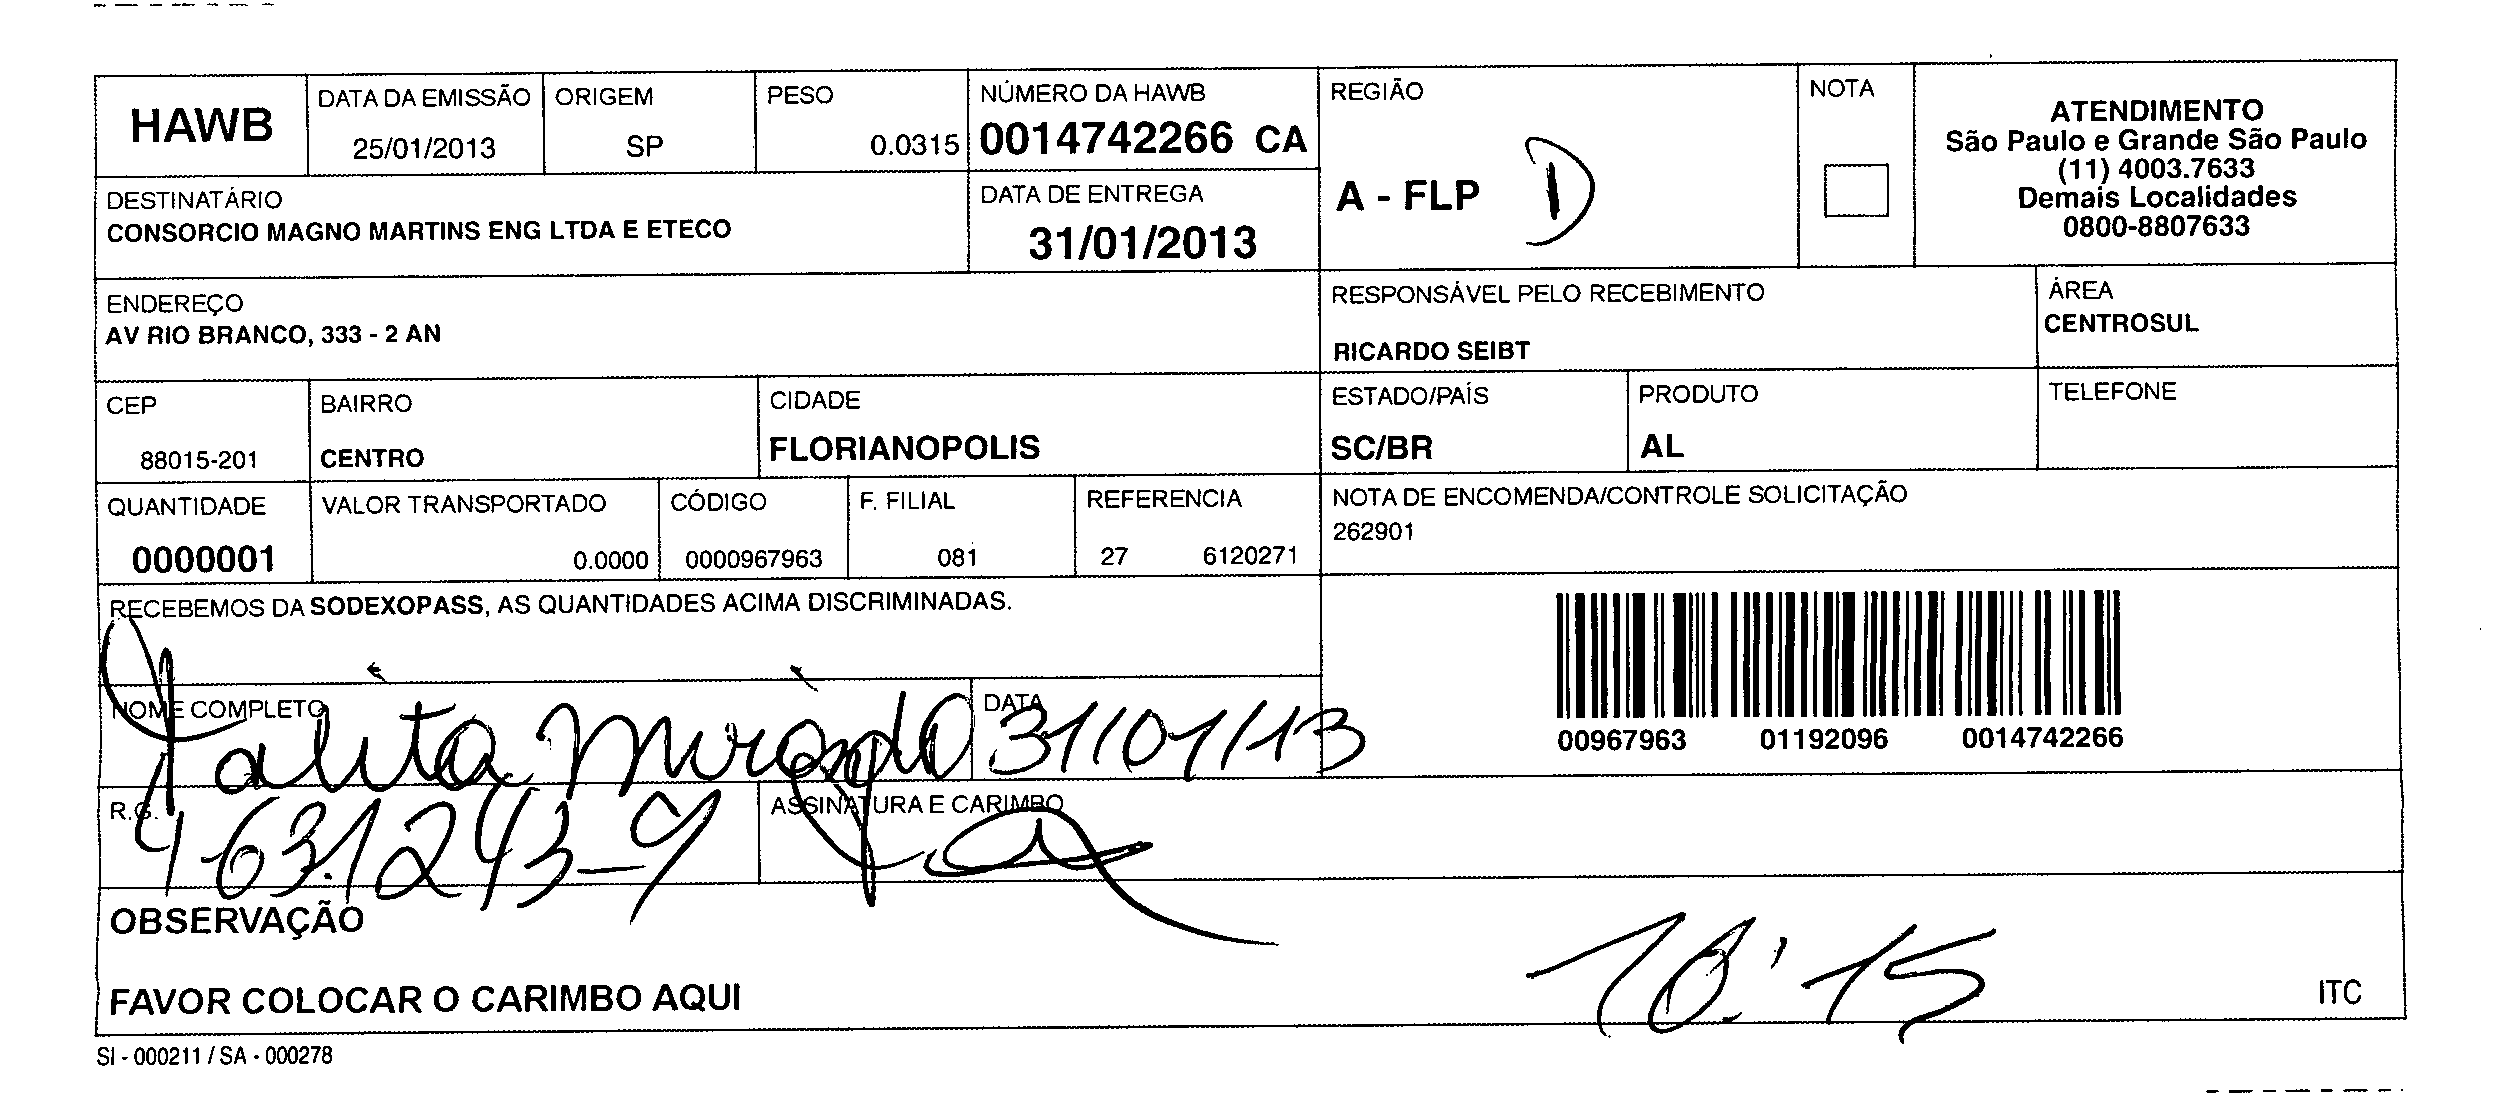 HAWB
DATA DA EMISSÃO
25/01/2013
ORIGEM
SP
PESO
0.0315
NÚMERO DA HAWB
0014742266 CA
REGIÃO
A - FLP D
NOTA
ATENDIMENTO
São Paulo e Grande São Paulo
(11) 4003.7633
Demais Localidades
0800-8807633
DESTINATÁRIO
CONSORCIO MAGNO MARTINS ENG LTDA E ETECO
DATA DE ENTREGA
31/01/2013
ENDEREÇO
AV RIO BRANCO, 333 - 2 AN
RESPONSÁVEL PELO RECEBIMENTO
RICARDO SEIBT
ÁREA
CENTROSUL
CEP
88015-201
BAIRRO
CENTRO
CIDADE
FLORIANOPOLIS
ESTADO/PAÍS
SC/BR
PRODUTO
AL
TELEFONE
QUANTIDADE
0000001
VALOR TRANSPORTADO
0.0000
CÓDIGO
0000967963
F. FILIAL
081
REFERENCIA
27 6120271
NOTA DE ENCOMENDA/CONTROLE SOLICITAÇÃO
262901
RECEBEMOS DA SODEXOPASS, AS QUANTIDADES ACIMA DISCRIMINADAS.
NOME COMPLETO
Talita Miranda
DATA
31/01/13
00967963 01192096 0014742266
R.G.
4631243-9
ASSINATURA E CARIMBO
OBSERVAÇÃO
10:15
FAVOR COLOCAR O CARIMBO AQUI
ITC
SI - 000211 / SA - 000278